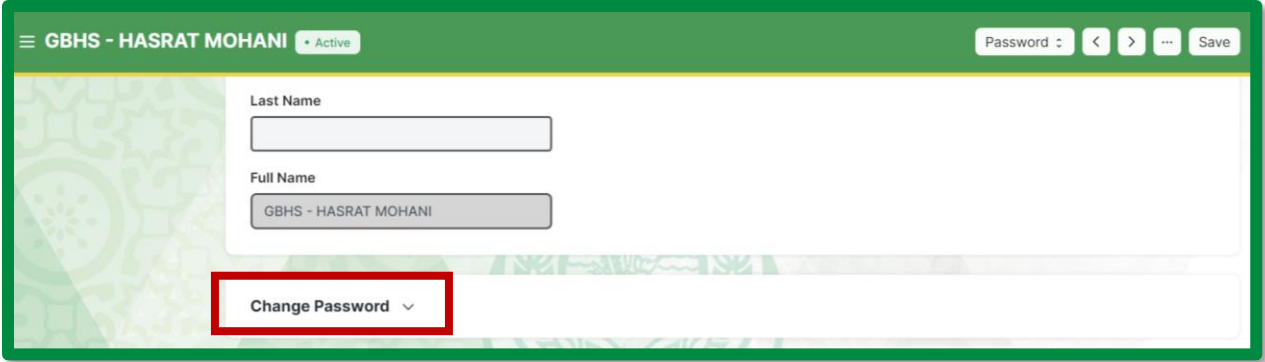 GBHS - HASRAT MOHANI • Active Password < > ··· Save
Last Name
Full Name
GBHS - HASRAT MOHANI
Change Password